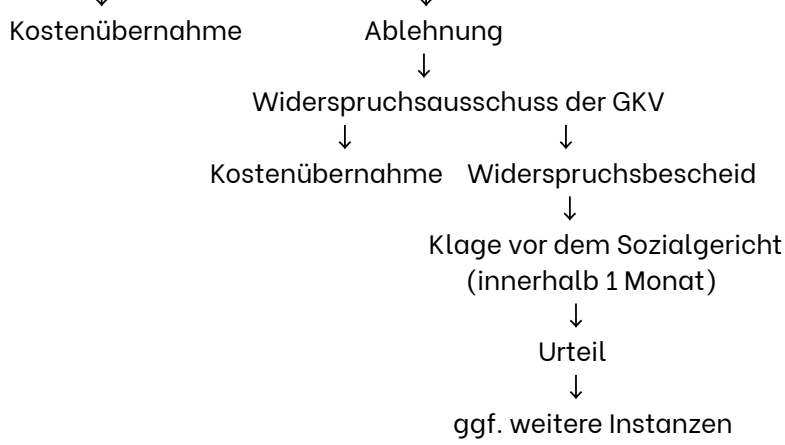 Kostenübernahme Ablehnung
Widerspruchsausschuss der GKV
Kostenübernahme Widerspruchsbescheid
Klage vor dem Sozialgericht
(innerhalb 1 Monat)
Urteil
ggf. weitere Instanzen